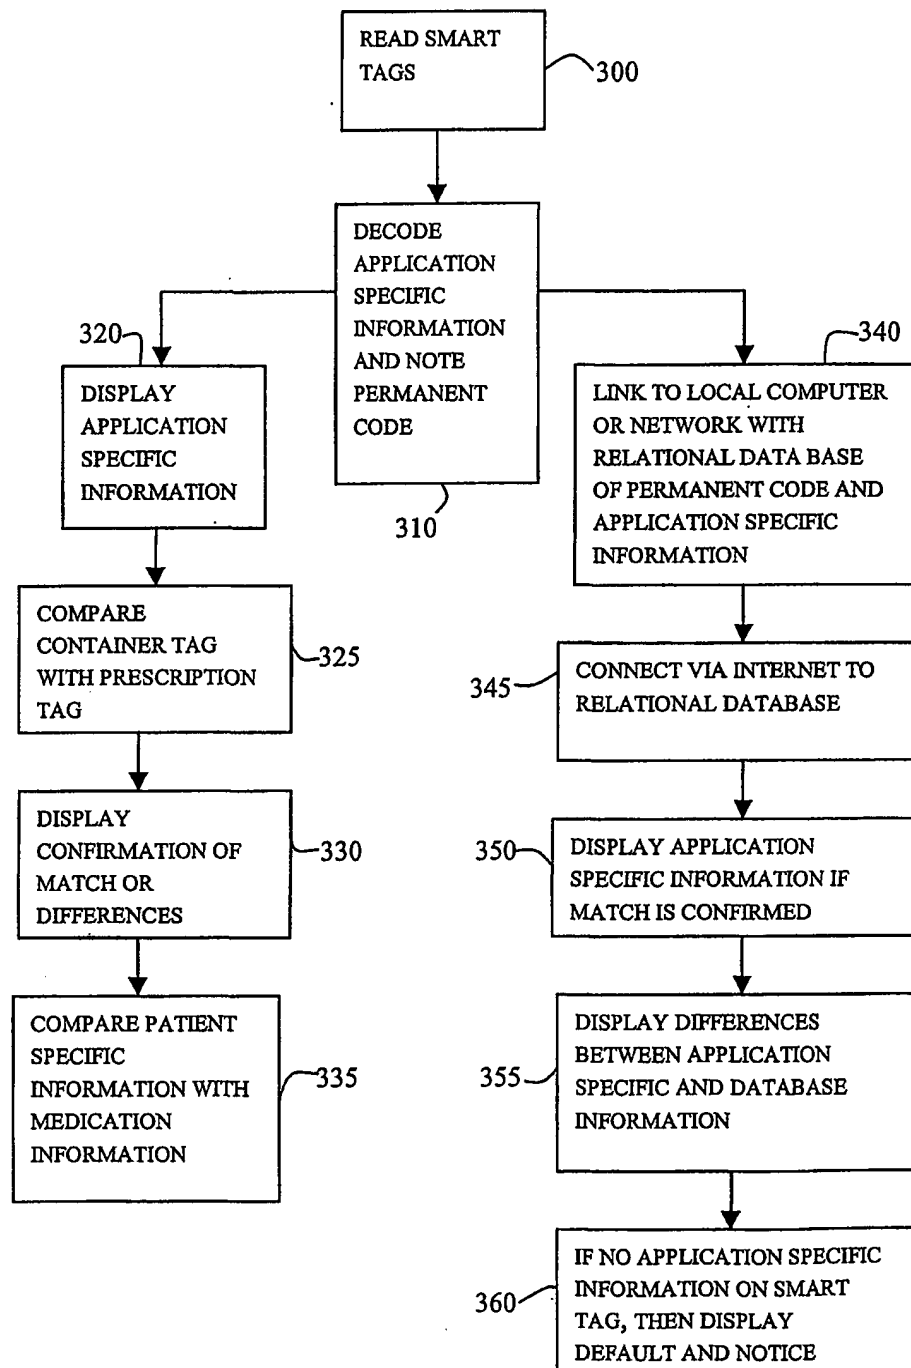 READ SMART
TAGS
300
DECODE
APPLICATION
SPECIFIC
INFORMATION
AND NOTE
PERMANENT
CODE
310
320
DISPLAY
APPLICATION
SPECIFIC
INFORMATION
COMPARE
CONTAINER TAG
WITH PRESCRIPTION
TAG
325
DISPLAY
CONFIRMATION OF
MATCH OR
DIFFERENCES
330
COMPARE PATIENT
SPECIFIC
INFORMATION WITH
MEDICATION
INFORMATION
335
340
LINK TO LOCAL COMPUTER
OR NETWORK WITH
RELATIONAL DATA BASE
OF PERMANENT CODE AND
APPLICATION SPECIFIC
INFORMATION
345
CONNECT VIA INTERNET TO
RELATIONAL DATABASE
350
DISPLAY APPLICATION
SPECIFIC INFORMATION IF
MATCH IS CONFIRMED
355
DISPLAY DIFFERENCES
BETWEEN APPLICATION
SPECIFIC AND DATABASE
INFORMATION
360
IF NO APPLICATION SPECIFIC
INFORMATION ON SMART
TAG, THEN DISPLAY
DEFAULT AND NOTICE